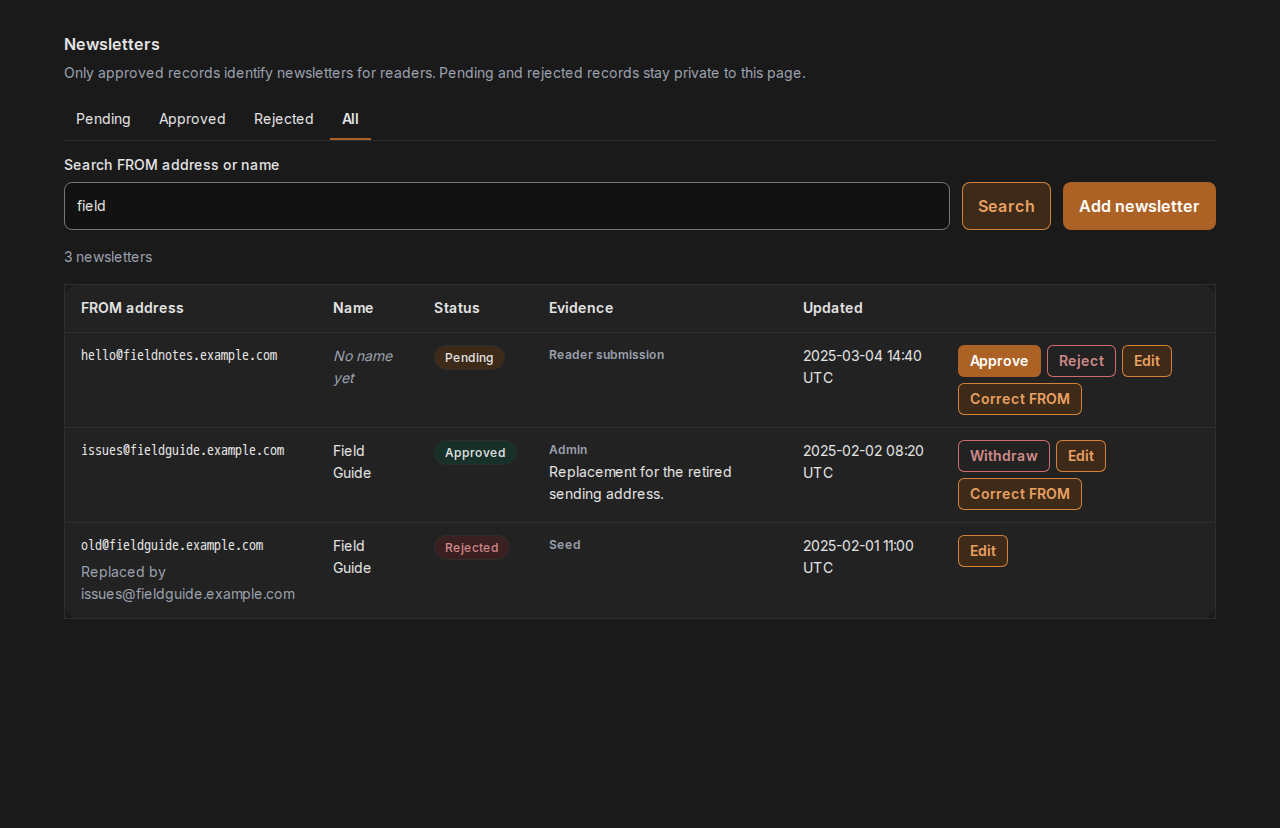 Newsletters
Only approved records identify newsletters for readers. Pending and rejected records stay private to this page.
Pending Approved Rejected All
Search FROM address or name
field Search Add newsletter
3 newsletters
FROM address Name Status Evidence Updated
hello@fieldnotes.example.com No name Pending Reader submission 2025-03-04 14:40 Approve Reject Edit
yet UTC
Correct FROM
issues@fieldguide.example.com Field Approved Admin 2025-02-02 08:20 Withdraw Edit
Guide Replacement for the retired UTC
sending address. Correct FROM
old@fieldguide.example.com Field Rejected Seed 2025-02-01 11:00 Edit
Replaced by Guide UTC
issues@fieldguide.example.com